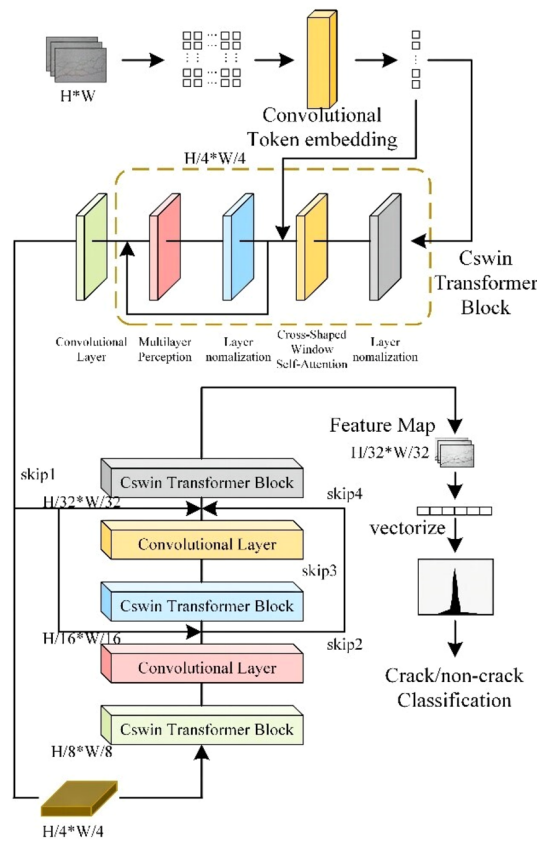 H*W
Convolutional
Token embedding
H/4*W/4
Cswin
Transformer
Block
Convolutional
Layer
Multilayer
Perception
Layer
nomalization
Cross-Shaped
Window
Self-Attention
Layer
nomalization
Feature Map
H/32*W/32
skip1
Cswin Transformer Block
skip4
H/32*W/32
vectorize
Convolutional Layer
skip3
Cswin Transformer Block
H/16*W/16
skip2
Convolutional Layer
Crack/non-crack
Classification
Cswin Transformer Block
H/8*W/8
H/4*W/4